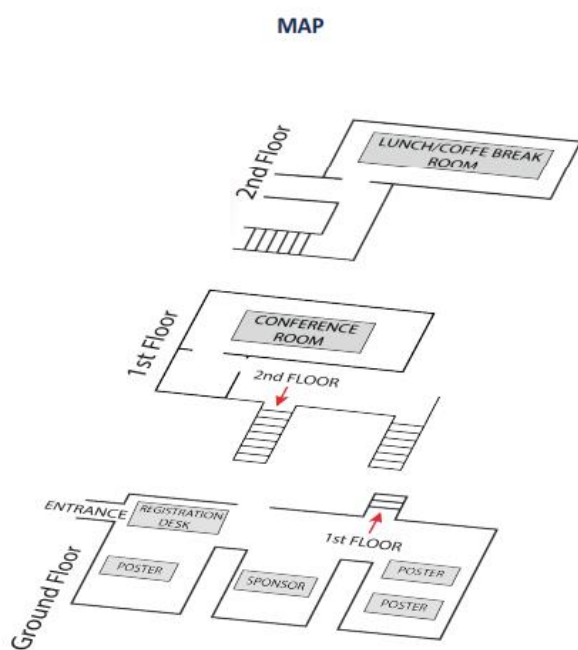 MAP
2nd Floor
LUNCH/COFFE BREAK
ROOM
1st Floor
CONFERENCE
ROOM
2nd FLOOR
Ground Floor
ENTRANCE
REGISTRATION
DESK
1st FLOOR
POSTER
SPONSOR
POSTER
POSTER